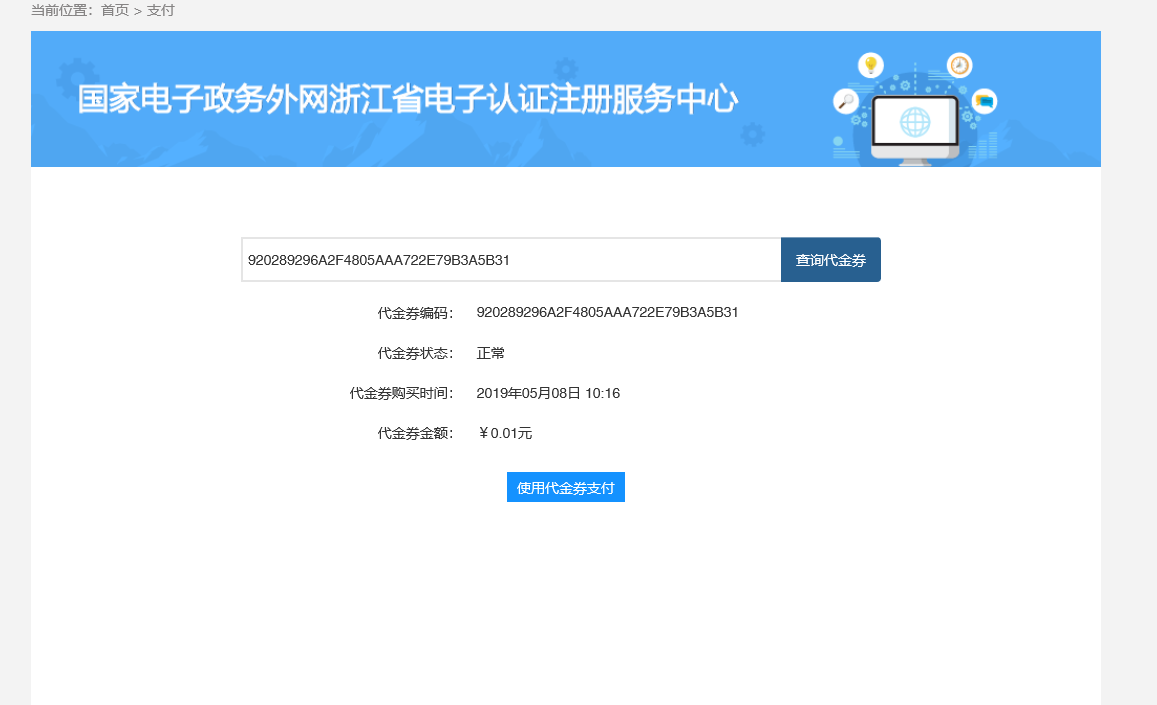 当前位置：首页 > 支付
国家电子政务外网浙江省电子认证注册服务中心
920289296A2F4805AAA722E79B3A5B31 查询代金券
代金券编码： 920289296A2F4805AAA722E79B3A5B31
代金券状态： 正常
代金券购买时间： 2019年05月08日 10:16
代金券金额： ￥0.01元
使用代金券支付